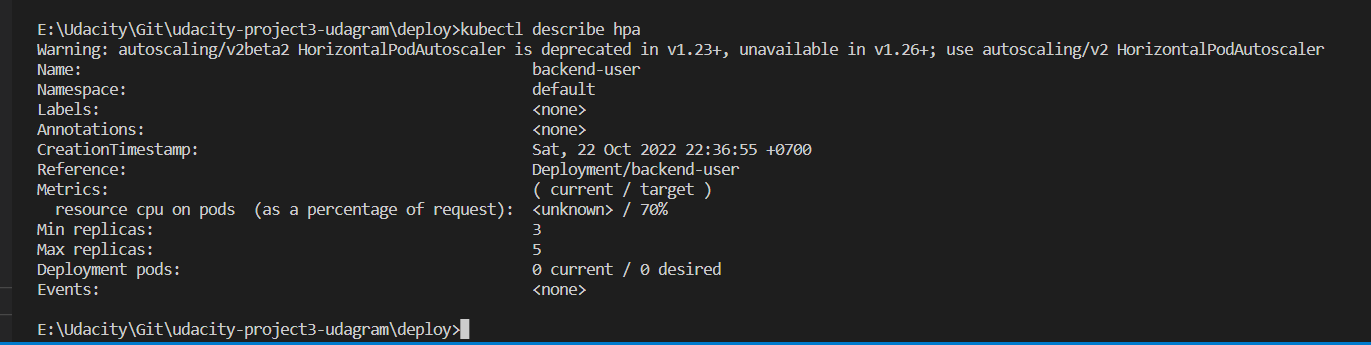 E:\Udacity\Git\udacity-project3-udagram\deploy>kubectl describe hpa
Warning: autoscaling/v2beta2 HorizontalPodAutoscaler is deprecated in v1.23+, unavailable in v1.26+; use autoscaling/v2 HorizontalPodAutoscaler
Name: backend-user
Namespace: default
Labels: <none>
Annotations: <none>
CreationTimestamp: Sat, 22 Oct 2022 22:36:55 +0700
Reference: Deployment/backend-user
Metrics: ( current / target )
resource cpu on pods (as a percentage of request): <unknown> / 70%
Min replicas: 3
Max replicas: 5
Deployment pods: 0 current / 0 desired
Events: <none>
E:\Udacity\Git\udacity-project3-udagram\deploy>